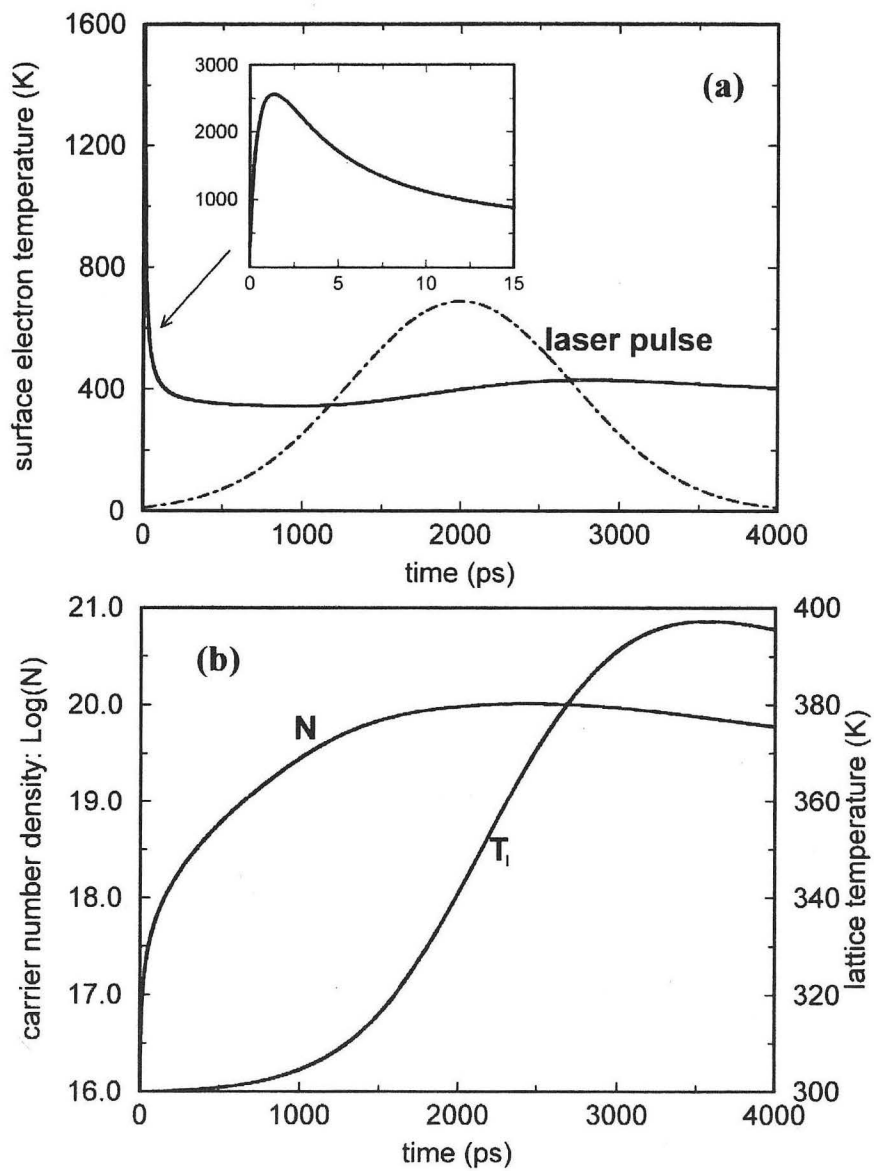 (a)
surface electron temperature (K)
1600
1200
800
400
0
3000
2000
1000
0 5 10 15
laser pulse
0 1000 2000 3000 4000
time (ps)
(b)
carrier number density: Log(N)
21.0
20.0
19.0
18.0
17.0
16.0
N
T l
400
380
360
340
320
300
lattice temperature (K)
0 1000 2000 3000 4000
time (ps)